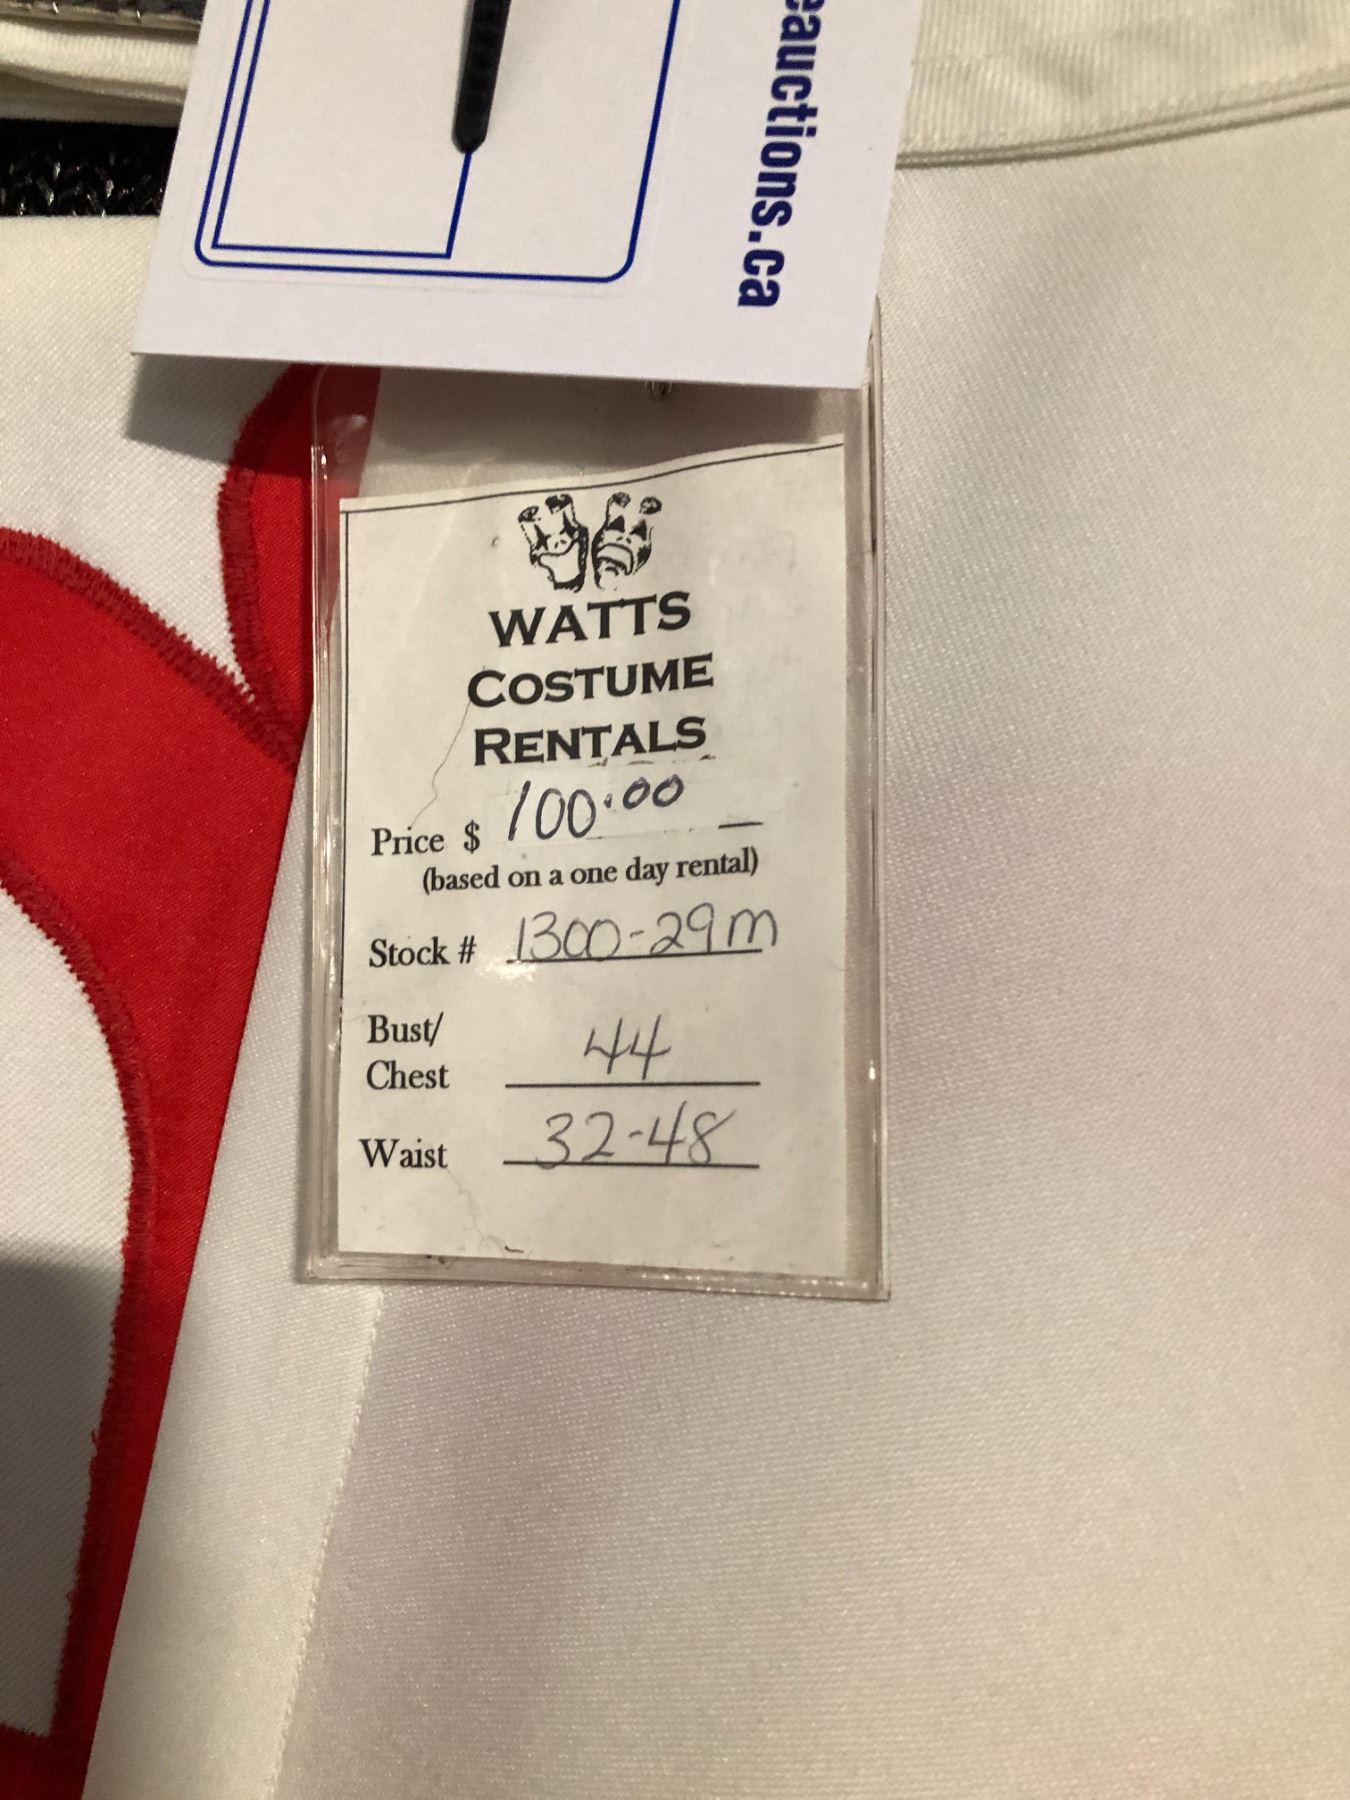 eauctions.ca
WATTS
COSTUME
RENTALS
Price $ 100.00
(based on a one day rental)
Stock # 1300-29m
Bust/
Chest 44
Waist 32-48